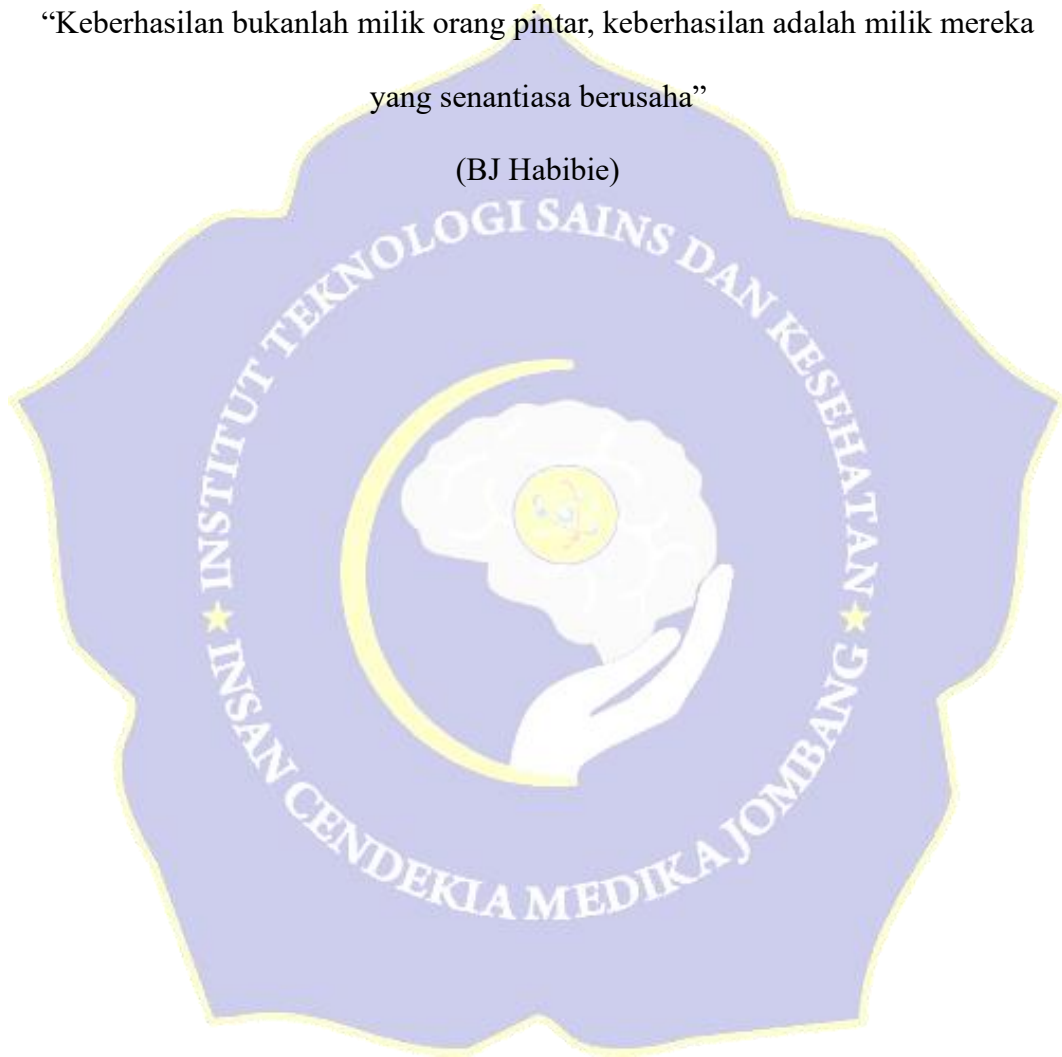 “Keberhasilan bukanlah milik orang pintar, keberhasilan adalah milik mereka
yang senantiasa berusaha”
(BJ Habibie)
INSTITUT TEKNOLOGI SAINS DAN KESEHATAN
INSAN CENDEKIA MEDIKA JOMBANG